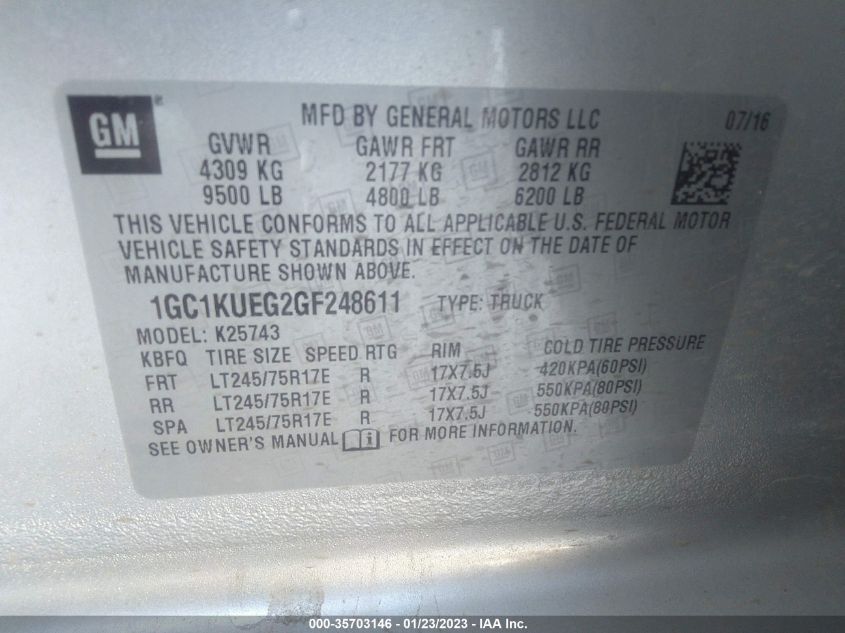 GM
MFD BY GENERAL MOTORS LLC 07/16
GVWR GAWR FRT GAWR RR
4309 KG 2177 KG 2812 KG
9500 LB 4800 LB 6200 LB
THIS VEHICLE CONFORMS TO ALL APPLICABLE U.S. FEDERAL MOTOR
VEHICLE SAFETY STANDARDS IN EFFECT ON THE DATE OF
MANUFACTURE SHOWN ABOVE.
1GC1KUEG2GF248611 TYPE: TRUCK
MODEL: K25743
KBFQ TIRE SIZE SPEED RTG RIM COLD TIRE PRESSURE
FRT LT245/75R17E R 17X7.5J 420KPA(60PSI)
RR LT245/75R17E R 17X7.5J 550KPA(80PSI)
SPA LT245/75R17E R 17X7.5J 550KPA(80PSI)
SEE OWNER'S MANUAL FOR MORE INFORMATION.
000-35703146 - 01/23/2023 - IAA Inc.